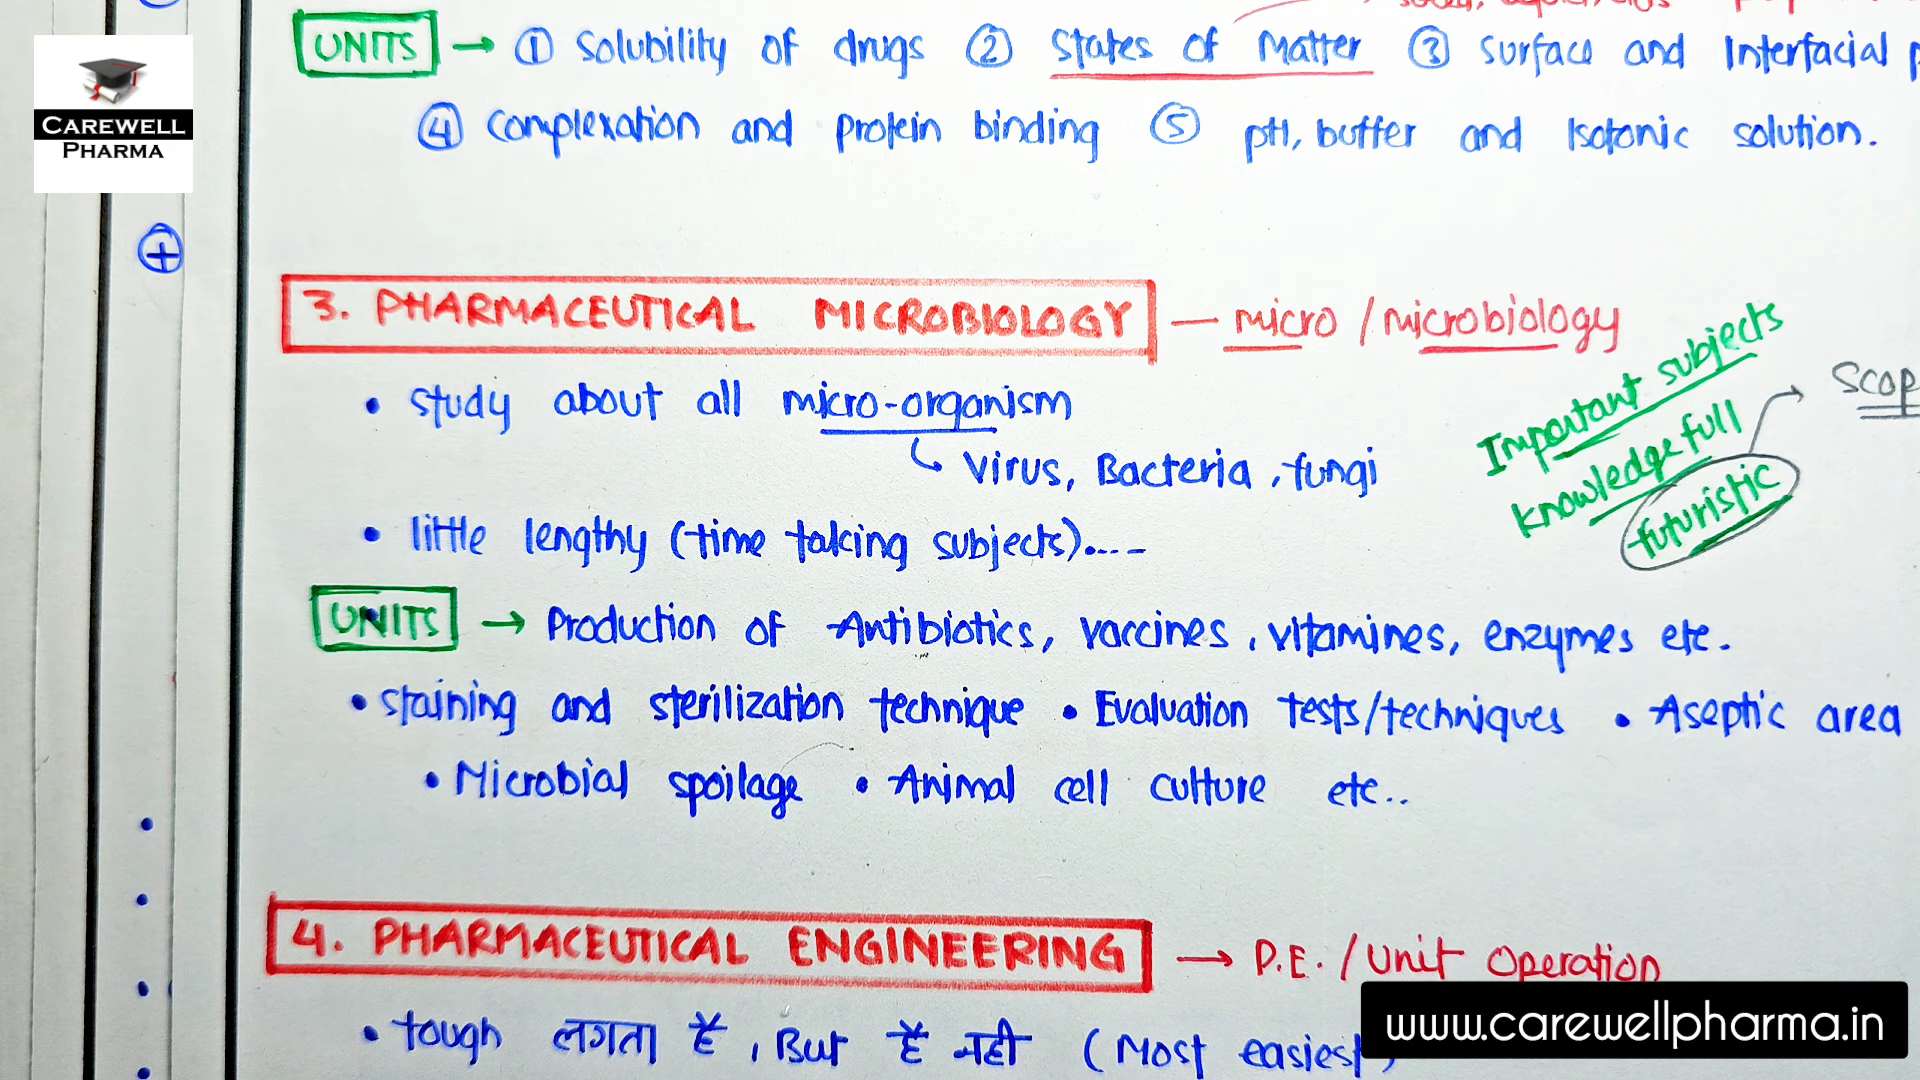 UNITS → ① Solubility of drugs ② States of Matter ③ Surface and Interfacial
CAREWELL
PHARMA
④ Complexation and Protein binding ⑤ pH, buffer and Isotonic solution.
3. PHARMACEUTICAL MICROBIOLOGY — micro / microbiology
Important subjects
knowledge full
futuristic
• study about all micro-organism
Virus, Bacteria, fungi
• little lengthy (time taking subjects)....
UNITS → Production of Antibiotics, vaccines, vitamines, enzymes etc.
• Staining and sterilization technique • Evaluation tests/techniques • Aseptic area
• Microbial spoilage • Animal cell culture etc..
4. PHARMACEUTICAL ENGINEERING → P.E. / Unit Operation
• tough लगता है, But है नही (Most easiest
www.carewellpharma.in